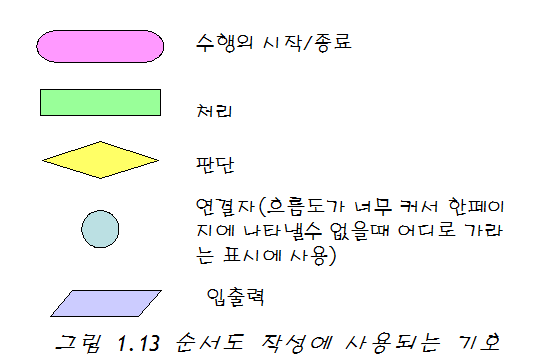 수행의 시작/종료
처리
판단
연결자(흐름도가 너무 커서 한페이
지에 나타낼수 없을때 어디로 가라
는 표시에 사용)
입출력
그림 1.13 순서도 작성에 사용되는 기호